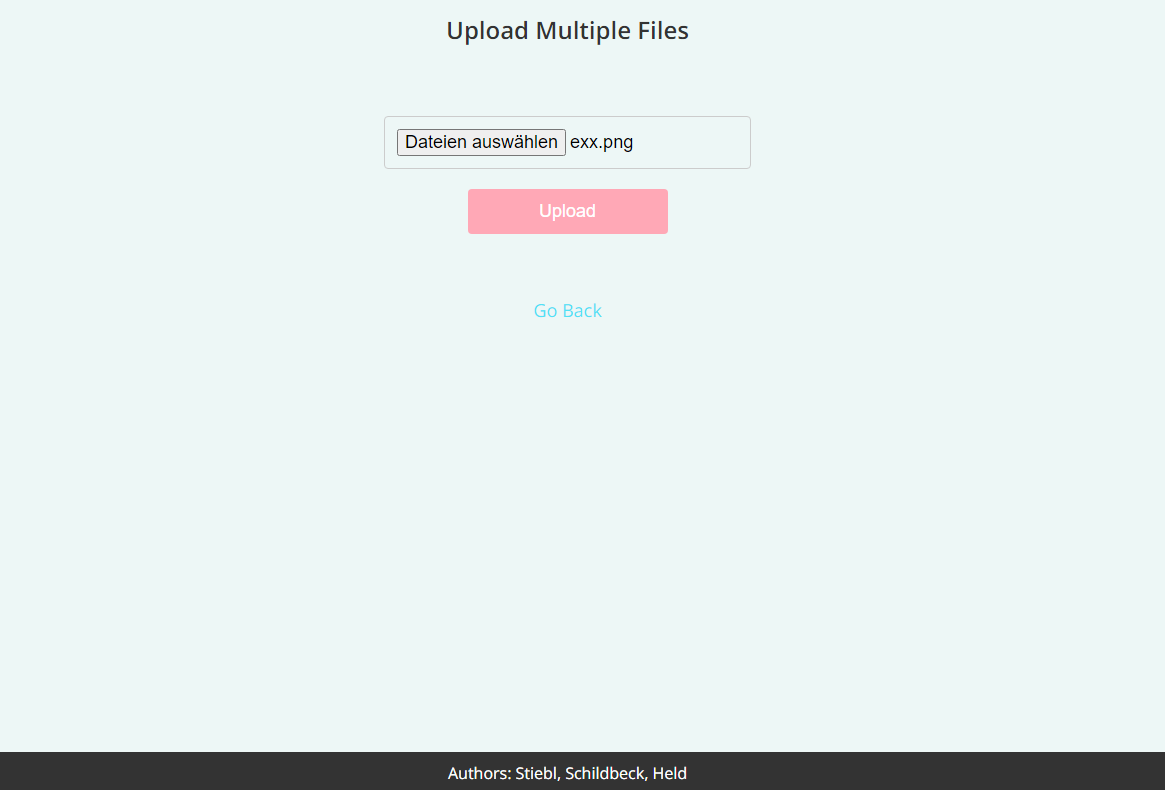 Upload Multiple Files
Dateien auswählen exx.png
Upload
Go Back
Authors: Stiebl, Schildbeck, Held